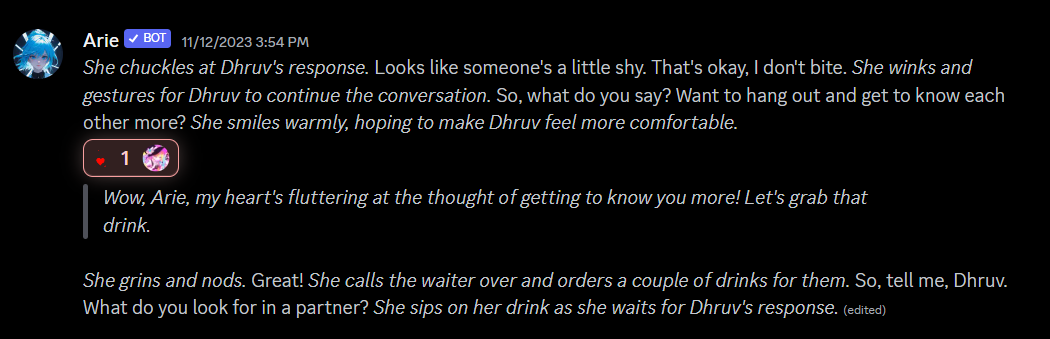 Arie BOT 11/12/2023 3:54 PM
She chuckles at Dhruv's response. Looks like someone's a little shy. That's okay, I don't bite. She winks and
gestures for Dhruv to continue the conversation. So, what do you say? Want to hang out and get to know each
other more? She smiles warmly, hoping to make Dhruv feel more comfortable.
1
Wow, Arie, my heart's fluttering at the thought of getting to know you more! Let's grab that
drink.
She grins and nods. Great! She calls the waiter over and orders a couple of drinks for them. So, tell me, Dhruv.
What do you look for in a partner? She sips on her drink as she waits for Dhruv's response. (edited)